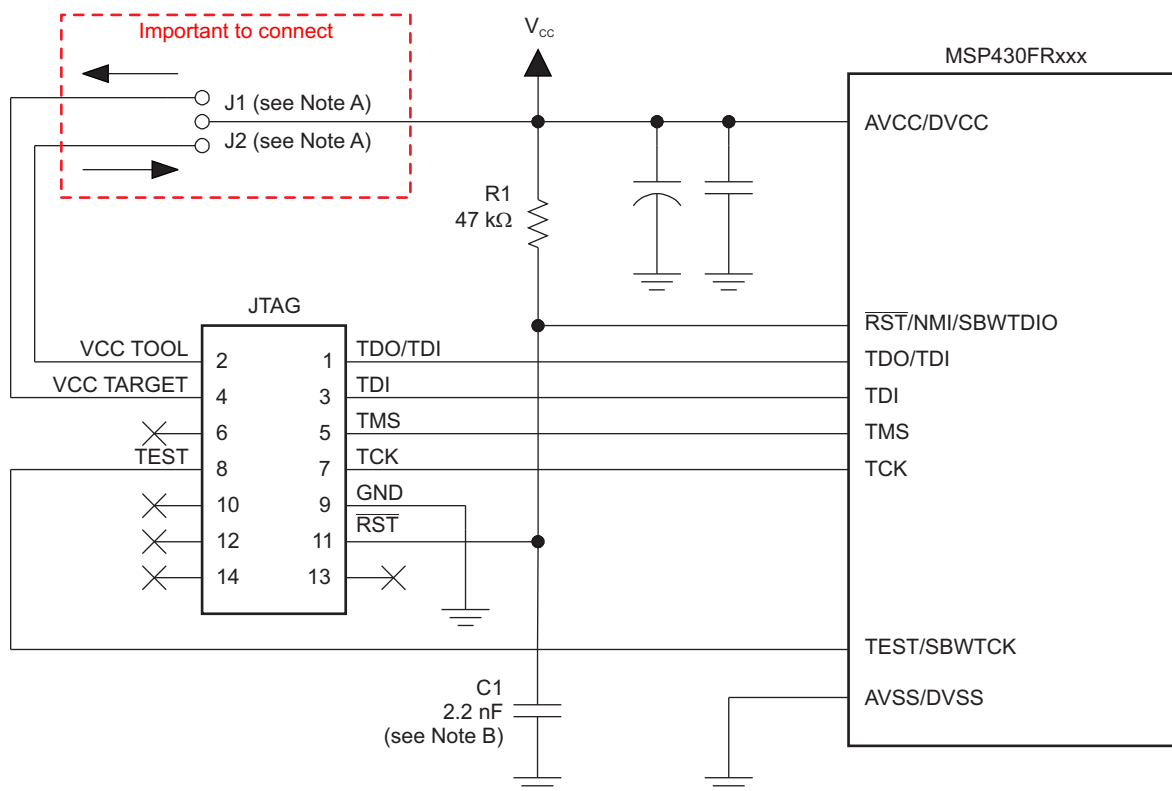 Important to connect
V_CC
MSP430FRxxx
J1 (see Note A)
J2 (see Note A)
AVCC/DVCC
R1
47 kΩ
JTAG
R̅S̅T̅/NMI/SBWTDIO
VCC TOOL 2 1 TDO/TDI TDO/TDI
VCC TARGET 4 3 TDI TDI
6 5 TMS TMS
TEST 8 7 TCK TCK
10 9 GND
12 11 R̅S̅T̅
14 13
TEST/SBWTCK
C1
2.2 nF
(see Note B)
AVSS/DVSS